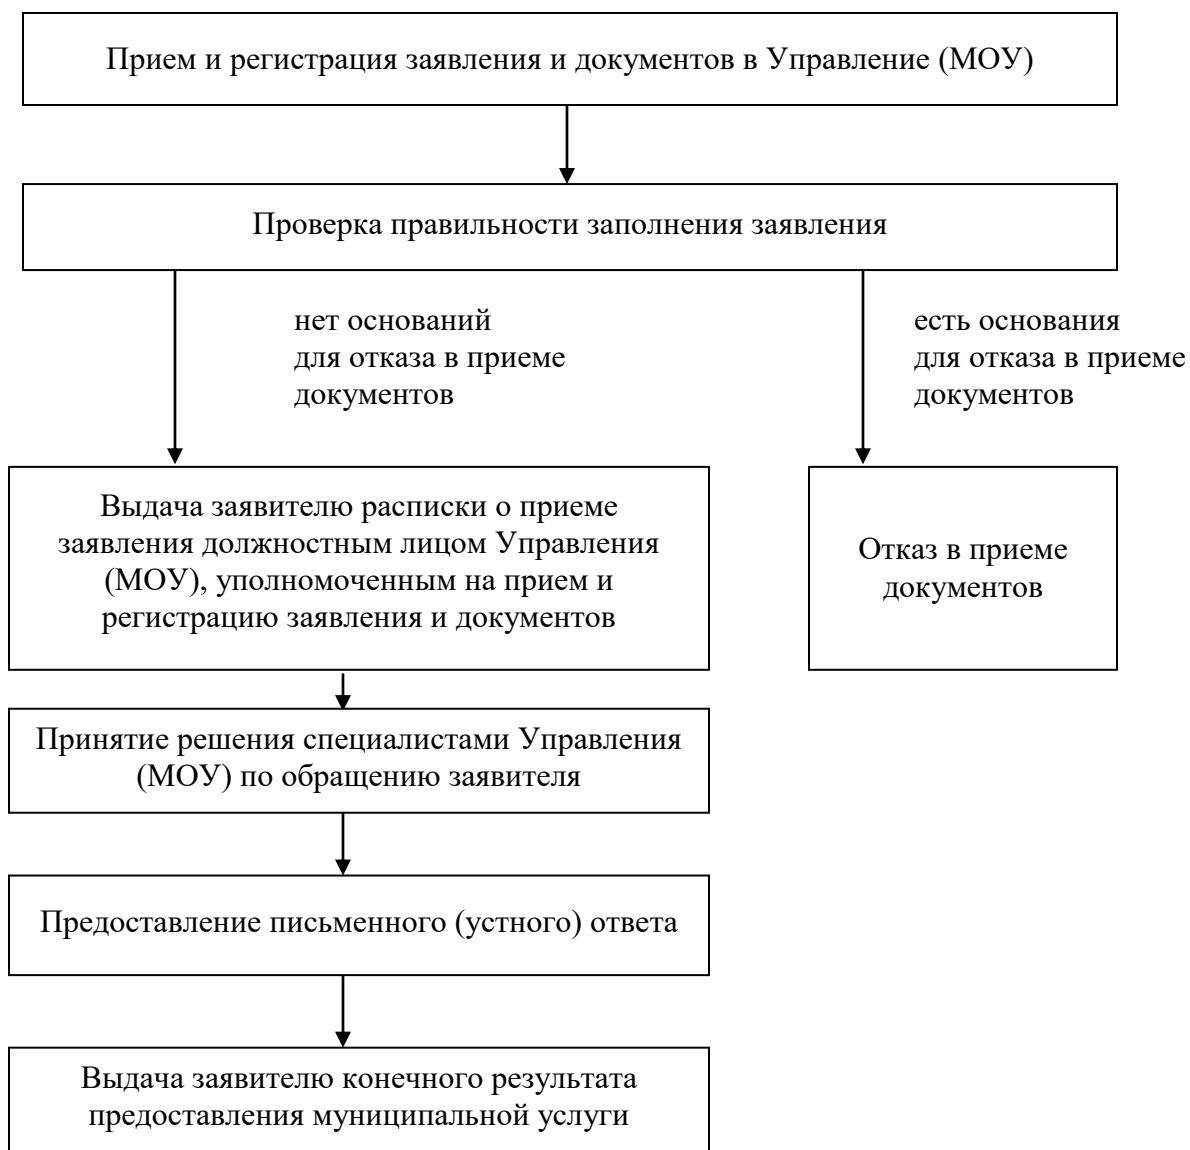 Прием и регистрация заявления и документов в Управление (МОУ)
Проверка правильности заполнения заявления
нет оснований
для отказа в приеме
документов
есть основания
для отказа в приеме
документов
Выдача заявителю расписки о приеме
заявления должностным лицом Управления
(МОУ), уполномоченным на прием и
регистрацию заявления и документов
Отказ в приеме
документов
Принятие решения специалистами Управления
(МОУ) по обращению заявителя
Предоставление письменного (устного) ответа
Выдача заявителю конечного результата
предоставления муниципальной услуги